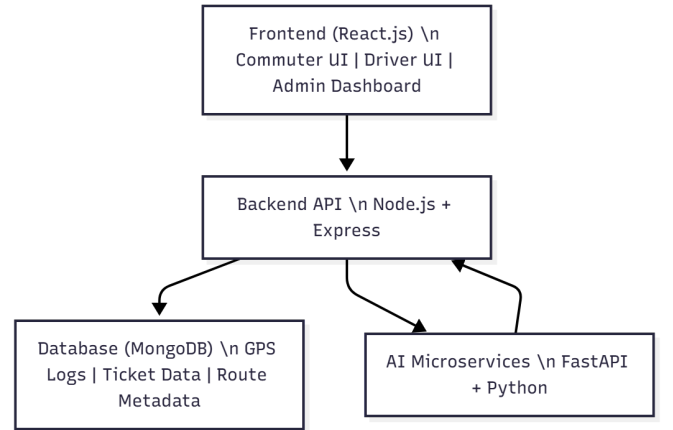 Frontend (React.js) \n
Commuter UI | Driver UI |
Admin Dashboard
Backend API \n Node.js +
Express
Database (MongoDB) \n GPS
Logs | Ticket Data | Route
Metadata
AI Microservices \n FastAPI
+ Python